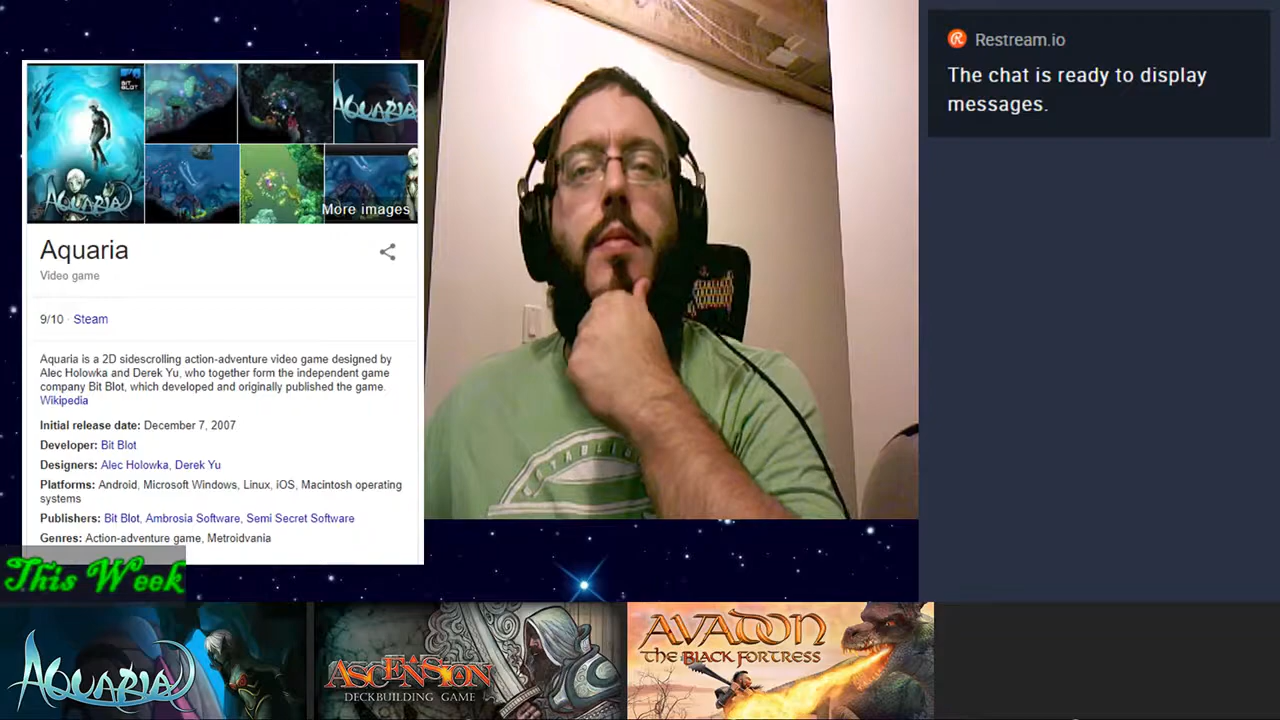 BIT
BLOT
AQUARIA
AQUARIA
More images
Aquaria
Video game
9/10 · Steam
Aquaria is a 2D sidescrolling action-adventure video game designed by
Alec Holowka and Derek Yu, who together form the independent game
company Bit Blot, which developed and originally published the game.
Wikipedia
Initial release date: December 7, 2007
Developer: Bit Blot
Designers: Alec Holowka, Derek Yu
Platforms: Android, Microsoft Windows, Linux, iOS, Macintosh operating
systems
Publishers: Bit Blot, Ambrosia Software, Semi Secret Software
Genres: Action-adventure game, Metroidvania
Restream.io
The chat is ready to display
messages.
This Week
AQUARIA
ASCENSION
DECKBUILDING GAME
AVADON
THE BLACK FORTRESS